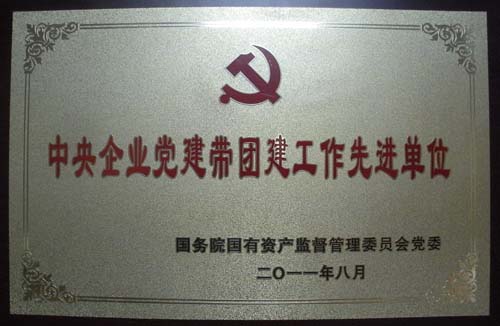 中央企业党建带团建工作先进单位
国务院国有资产监督管理委员会党委
二〇一一年八月